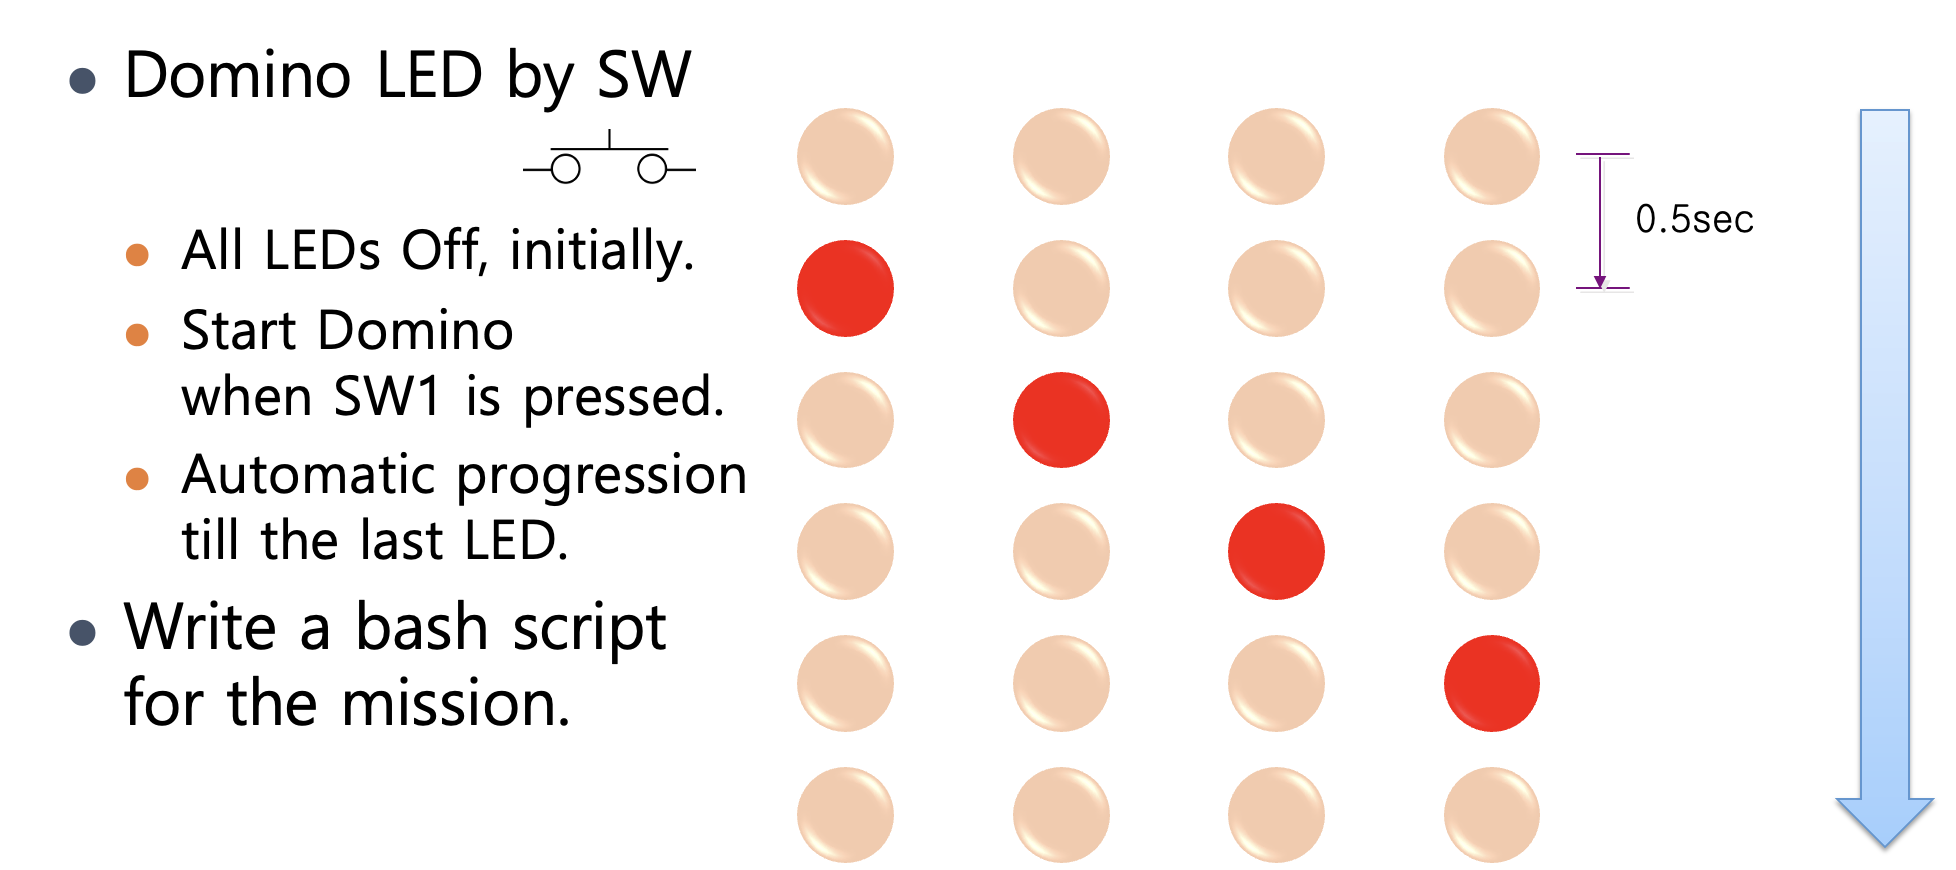 Domino LED by SW
All LEDs Off, initially.
Start Domino
when SW1 is pressed.
Automatic progression
till the last LED.
Write a bash script
for the mission.
0.5sec